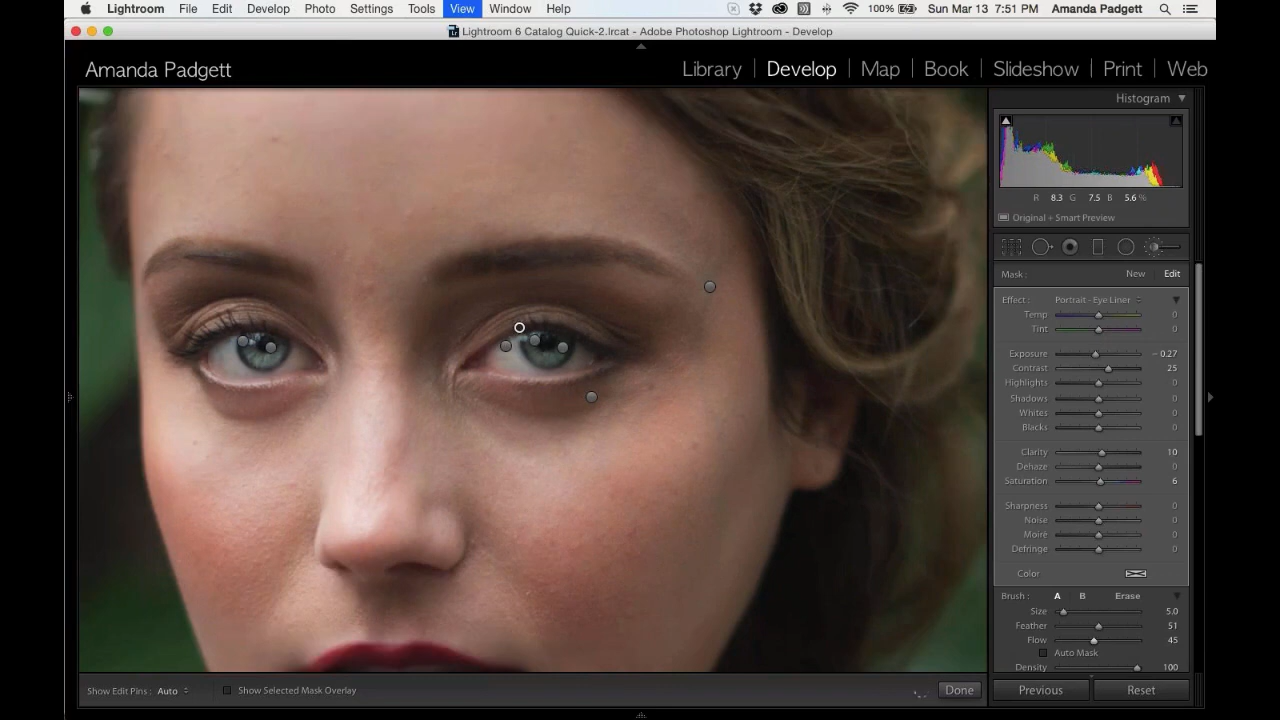 Lightroom File Edit Develop Photo Settings Tools View Window Help 100% Sun Mar 13 7:51 PM Amanda Padgett
Lightroom 6 Catalog Quick-2.lrcat - Adobe Photoshop Lightroom - Develop
Amanda Padgett Library | Develop | Map | Book | Slideshow | Print | Web
Histogram
R 8.3 G 7.5 B 5.6 %
Original + Smart Preview
Mask : New Edit
Effect : Portrait - Eye Liner
Temp 0
Tint 0
Exposure - 0.27
Contrast 25
Highlights 0
Shadows 0
Whites 0
Blacks 0
Clarity 10
Dehaze 0
Saturation 6
Sharpness 0
Noise 0
Moiré 0
Defringe 0
Color
Brush : A B Erase
Size 5.0
Feather 51
Flow 45
Auto Mask
Density 100
Show Edit Pins : Auto Show Selected Mask Overlay Done Previous Reset